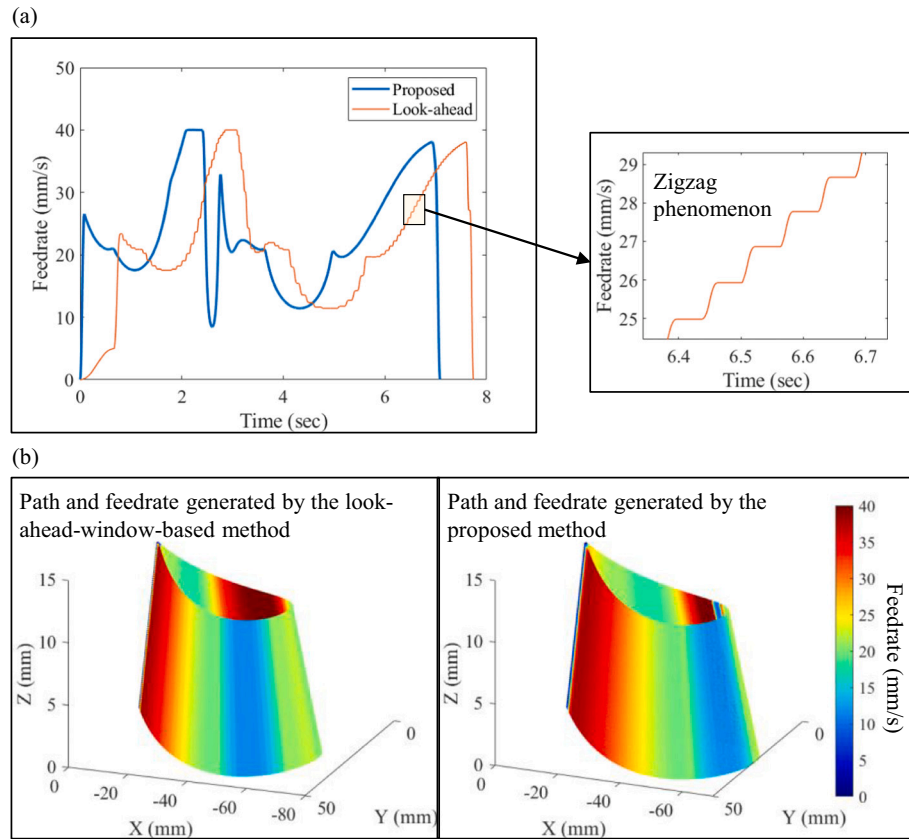 (a)
50
40
30
20
10
0
Feedrate (mm/s)
0 2 4 6 8
Time (sec)
Proposed
Look-ahead
29
28
27
26
25
Feedrate (mm/s)
Zigzag
phenomenon
6.4 6.5 6.6 6.7
Time (sec)
(b)
Path and feedrate generated by the look-
ahead-window-based method
15
10
5
0
Z (mm)
0 -20 -40 -60 -80
X (mm)
50
0
Y (mm)
Path and feedrate generated by the
proposed method
15
10
5
0
Z (mm)
0 -20 -40 -60
X (mm)
50
0
Y (mm)
40
35
30
25
20
15
10
5
0
Feedrate (mm/s)